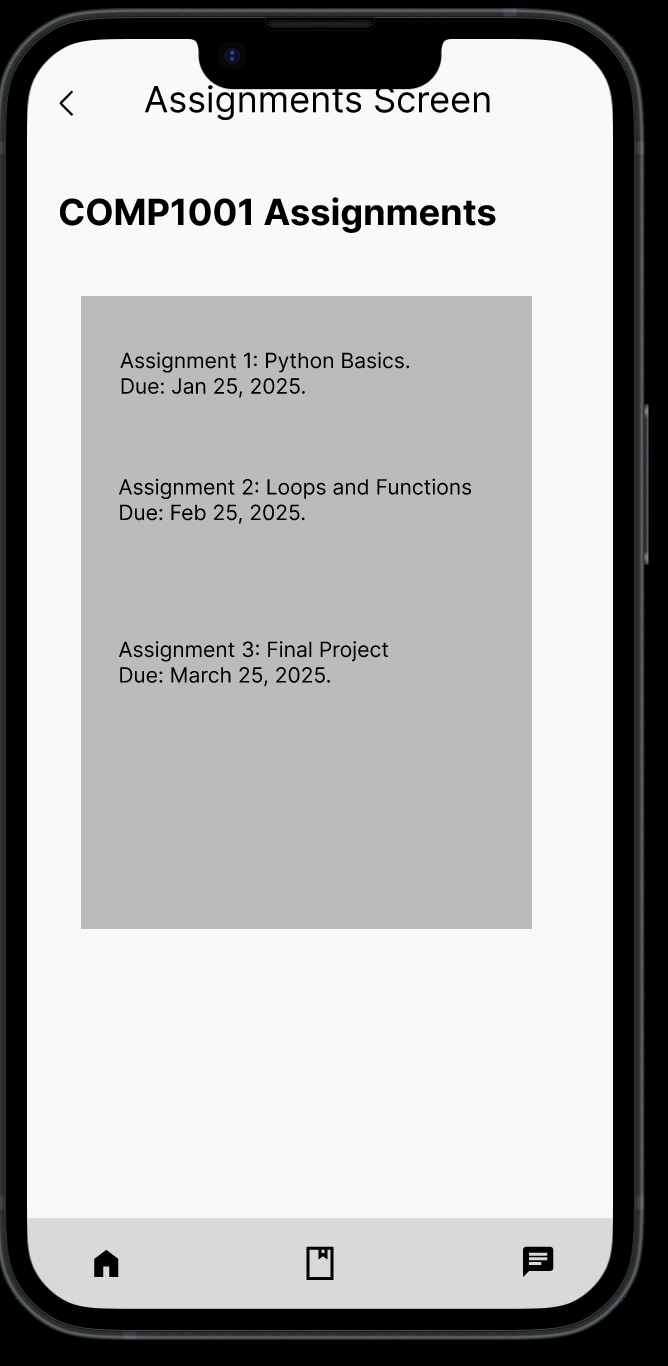 Assignments Screen
COMP1001 Assignments
Assignment 1: Python Basics.
Due: Jan 25, 2025.
Assignment 2: Loops and Functions
Due: Feb 25, 2025.
Assignment 3: Final Project
Due: March 25, 2025.